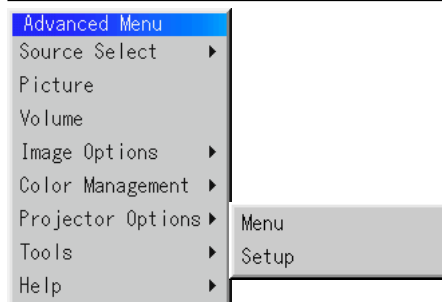 Advanced Menu
Source Select
Picture
Volume
Image Options
Color Management
Projector Options
Menu
Setup
Tools
Help